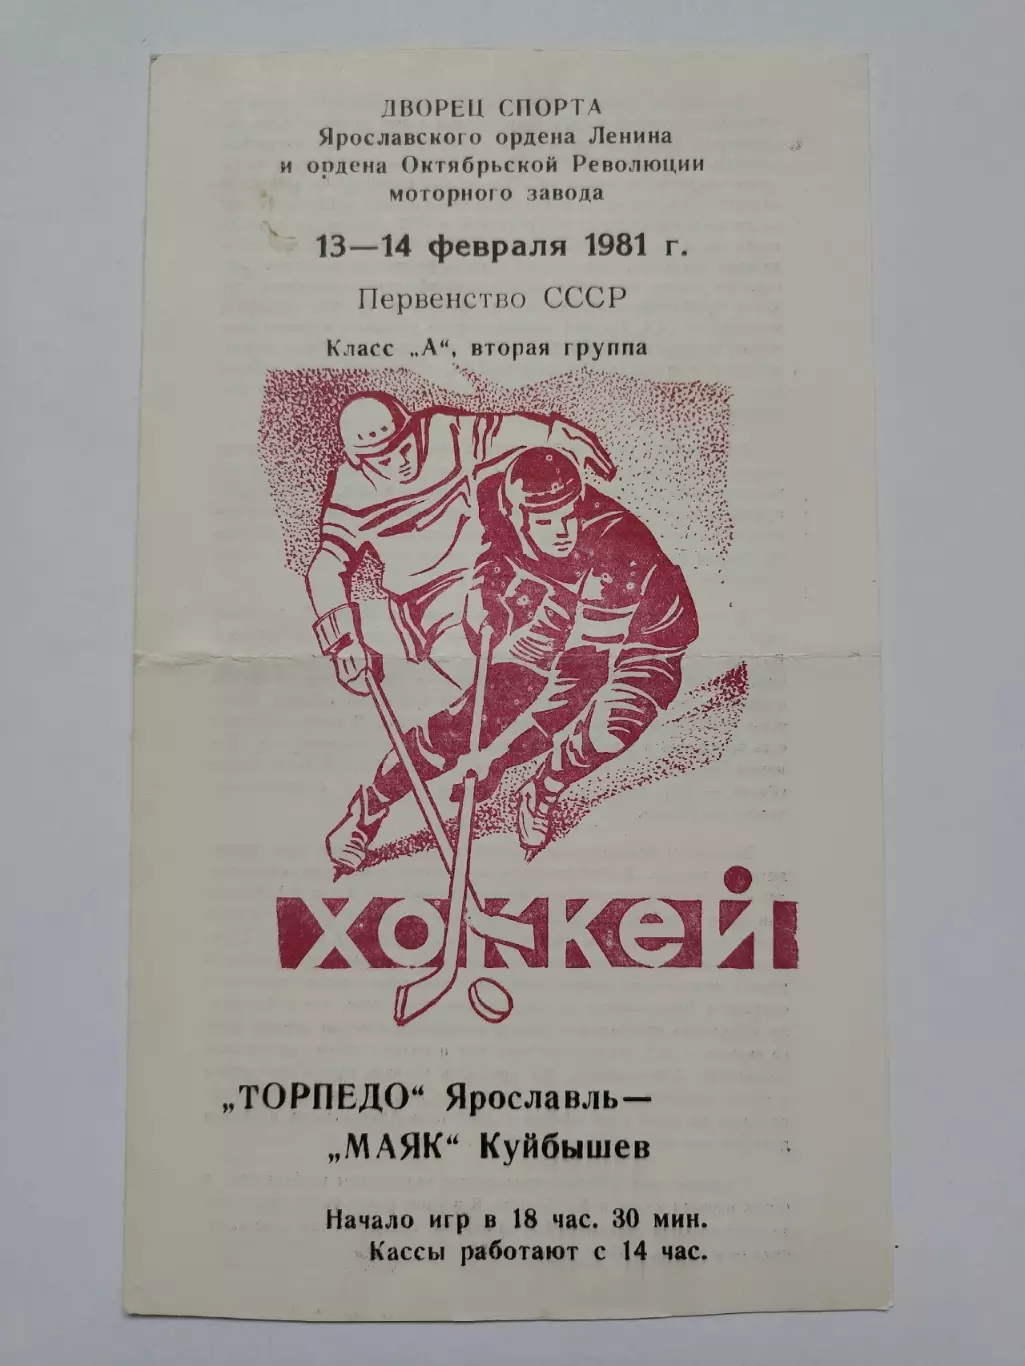 ДВОРЕЦ СПОРТА
Ярославского ордена Ленина
и ордена Октябрьской Революции
моторного завода
13—14 февраля 1981 г.
Первенство СССР
Класс „А“, вторая группа
хоккей
„ТОРПЕДО“ Ярославль—
„МАЯК“ Куйбышев
Начало игр в 18 час. 30 мин.
Кассы работают с 14 час.